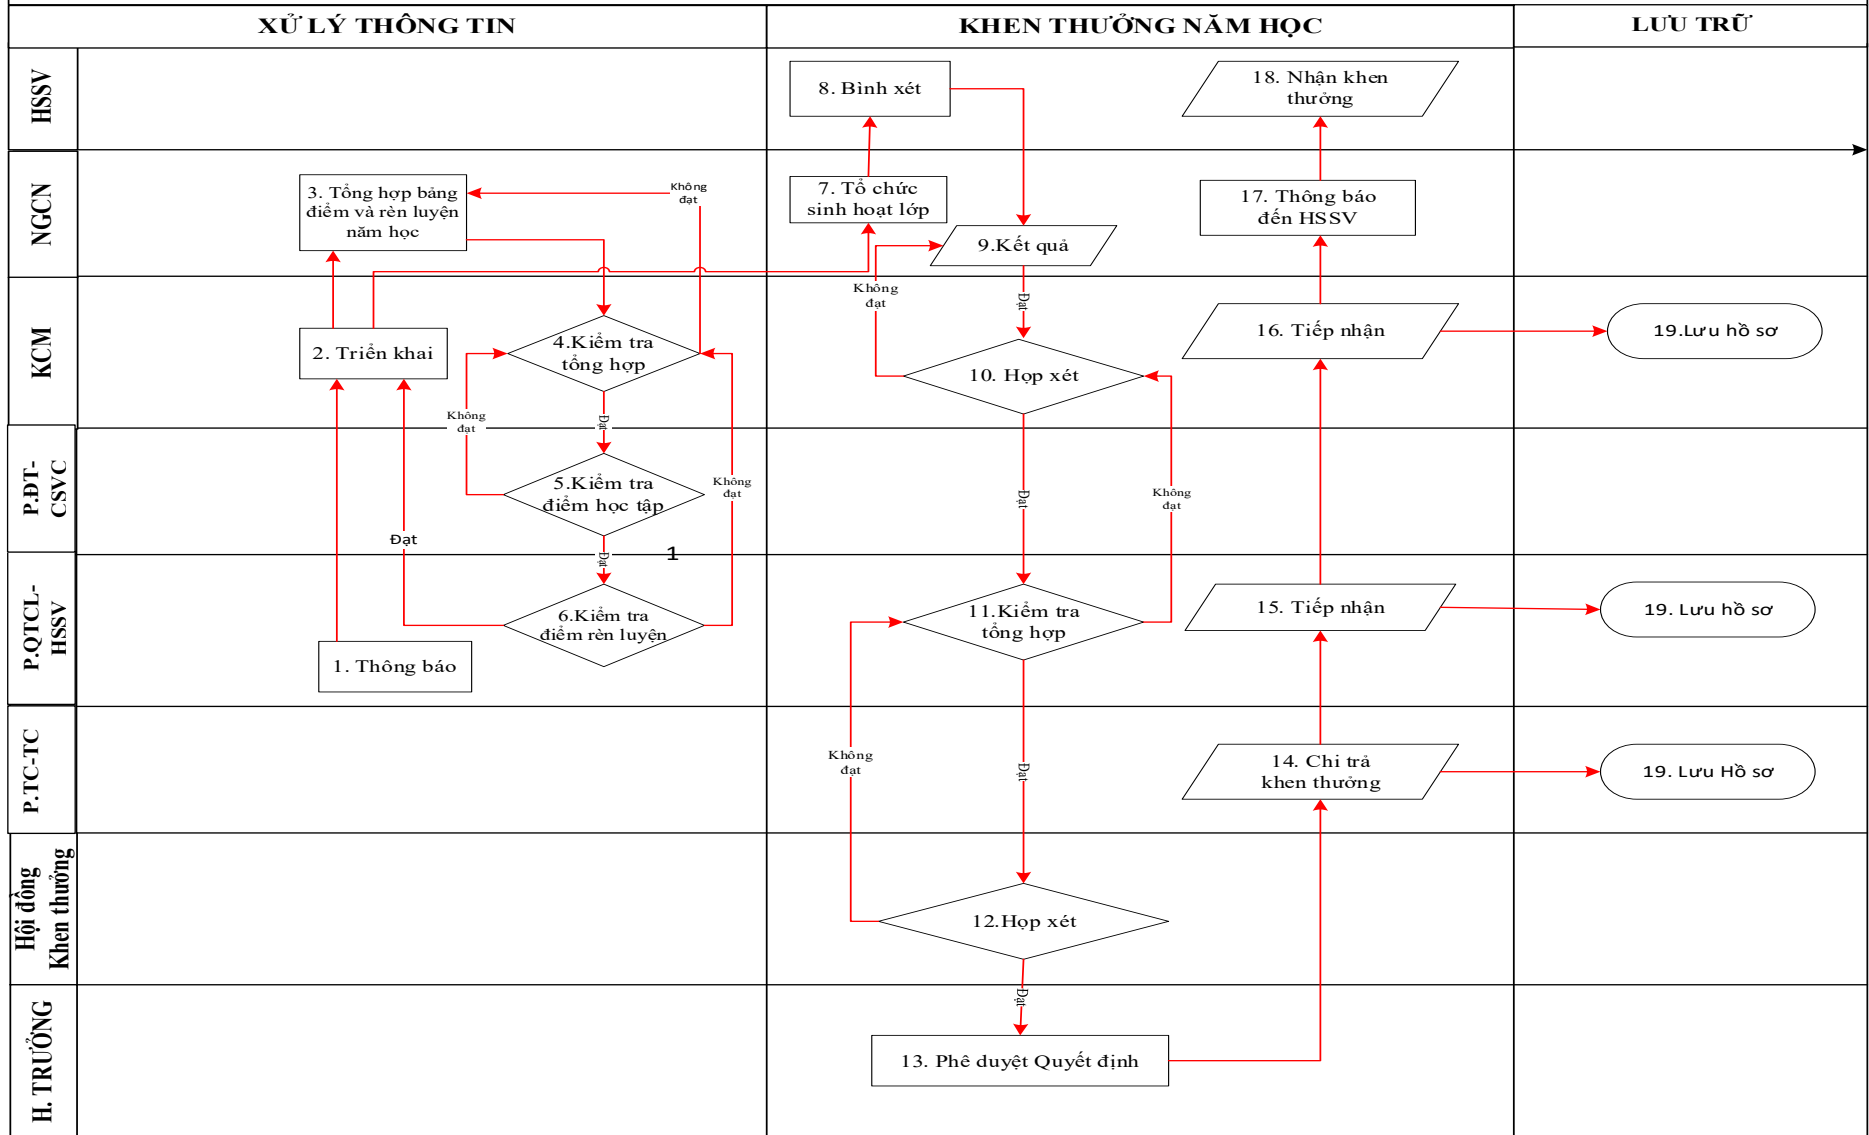 XỬ LÝ THÔNG TIN
KHEN THƯỞNG NĂM HỌC
LƯU TRỮ
HSSV
8. Bình xét
18. Nhận khen
thưởng
NGCN
3. Tổng hợp bảng
điểm và rèn luyện
năm học
Không
đạt
7. Tổ chức
sinh hoạt lớp
9.Kết quả
17. Thông báo
đến HSSV
KCM
2. Triển khai
4.Kiểm tra
tổng hợp
Không
đạt
Đạt
Không
đạt
Đạt
10. Họp xét
16. Tiếp nhận
19.Lưu hồ sơ
P.ĐT-
CSVC
5.Kiểm tra
điểm học tập
Không
đạt
Đạt
Đạt
1
Đạt
Không
đạt
P.QTCL-
HSSV
1. Thông báo
6.Kiểm tra
điểm rèn luyện
11.Kiểm tra
tổng hợp
15. Tiếp nhận
19. Lưu hồ sơ
P.TC-TC
Không
đạt
Đạt
14. Chi trả
khen thưởng
19. Lưu Hồ sơ
Hội đồng
Khen thưởng
12.Họp xét
Đạt
H. TRƯỞNG
13. Phê duyệt Quyết định